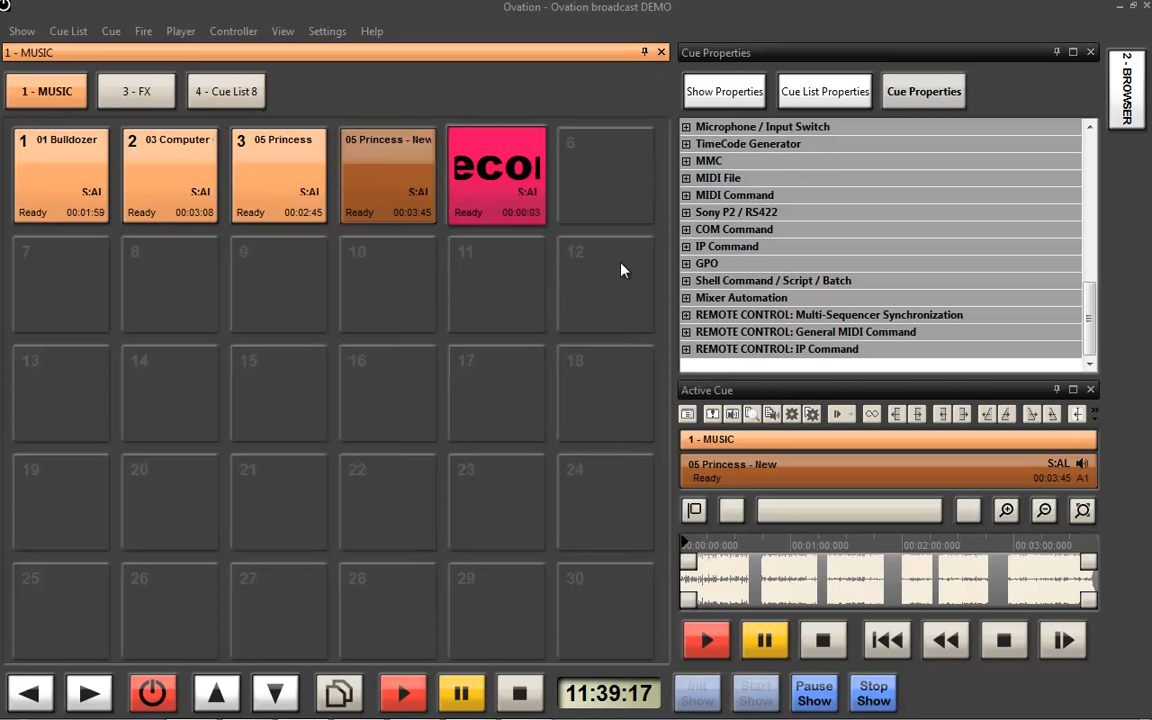 Ovation - Ovation broadcast DEMO
Show Cue List Cue Fire Player Controller View Settings Help
1 - MUSIC
1 - MUSIC 3 - FX 4 - Cue List 8
1 01 Bulldozer
S:AL
Ready 00:01:59
2 03 Computer
S:AL
Ready 00:03:08
3 05 Princess
S:AL
Ready 00:02:45
05 Princess - New
S:AL
Ready 00:03:45
ecor
S:AL
Ready 00:00:03
6
7 8 9 10 11 12
13 14 15 16 17 18
19 20 21 22 23 24
25 26 27 28 29 30
Cue Properties
Show Properties Cue List Properties Cue Properties
Microphone / Input Switch
TimeCode Generator
MMC
MIDI File
MIDI Command
Sony P2 / RS422
COM Command
IP Command
GPO
Shell Command / Script / Batch
Mixer Automation
REMOTE CONTROL: Multi-Sequencer Synchronization
REMOTE CONTROL: General MIDI Command
REMOTE CONTROL: IP Command
2 - BROWSER
Active Cue
1 - MUSIC
05 Princess - New S:AL
Ready 00:03:45 A1
00:00:00:000 00:01:00:000 00:02:00:000 00:03:00:000
11:39:17
Init Show
Start Show
Pause Show
Stop Show